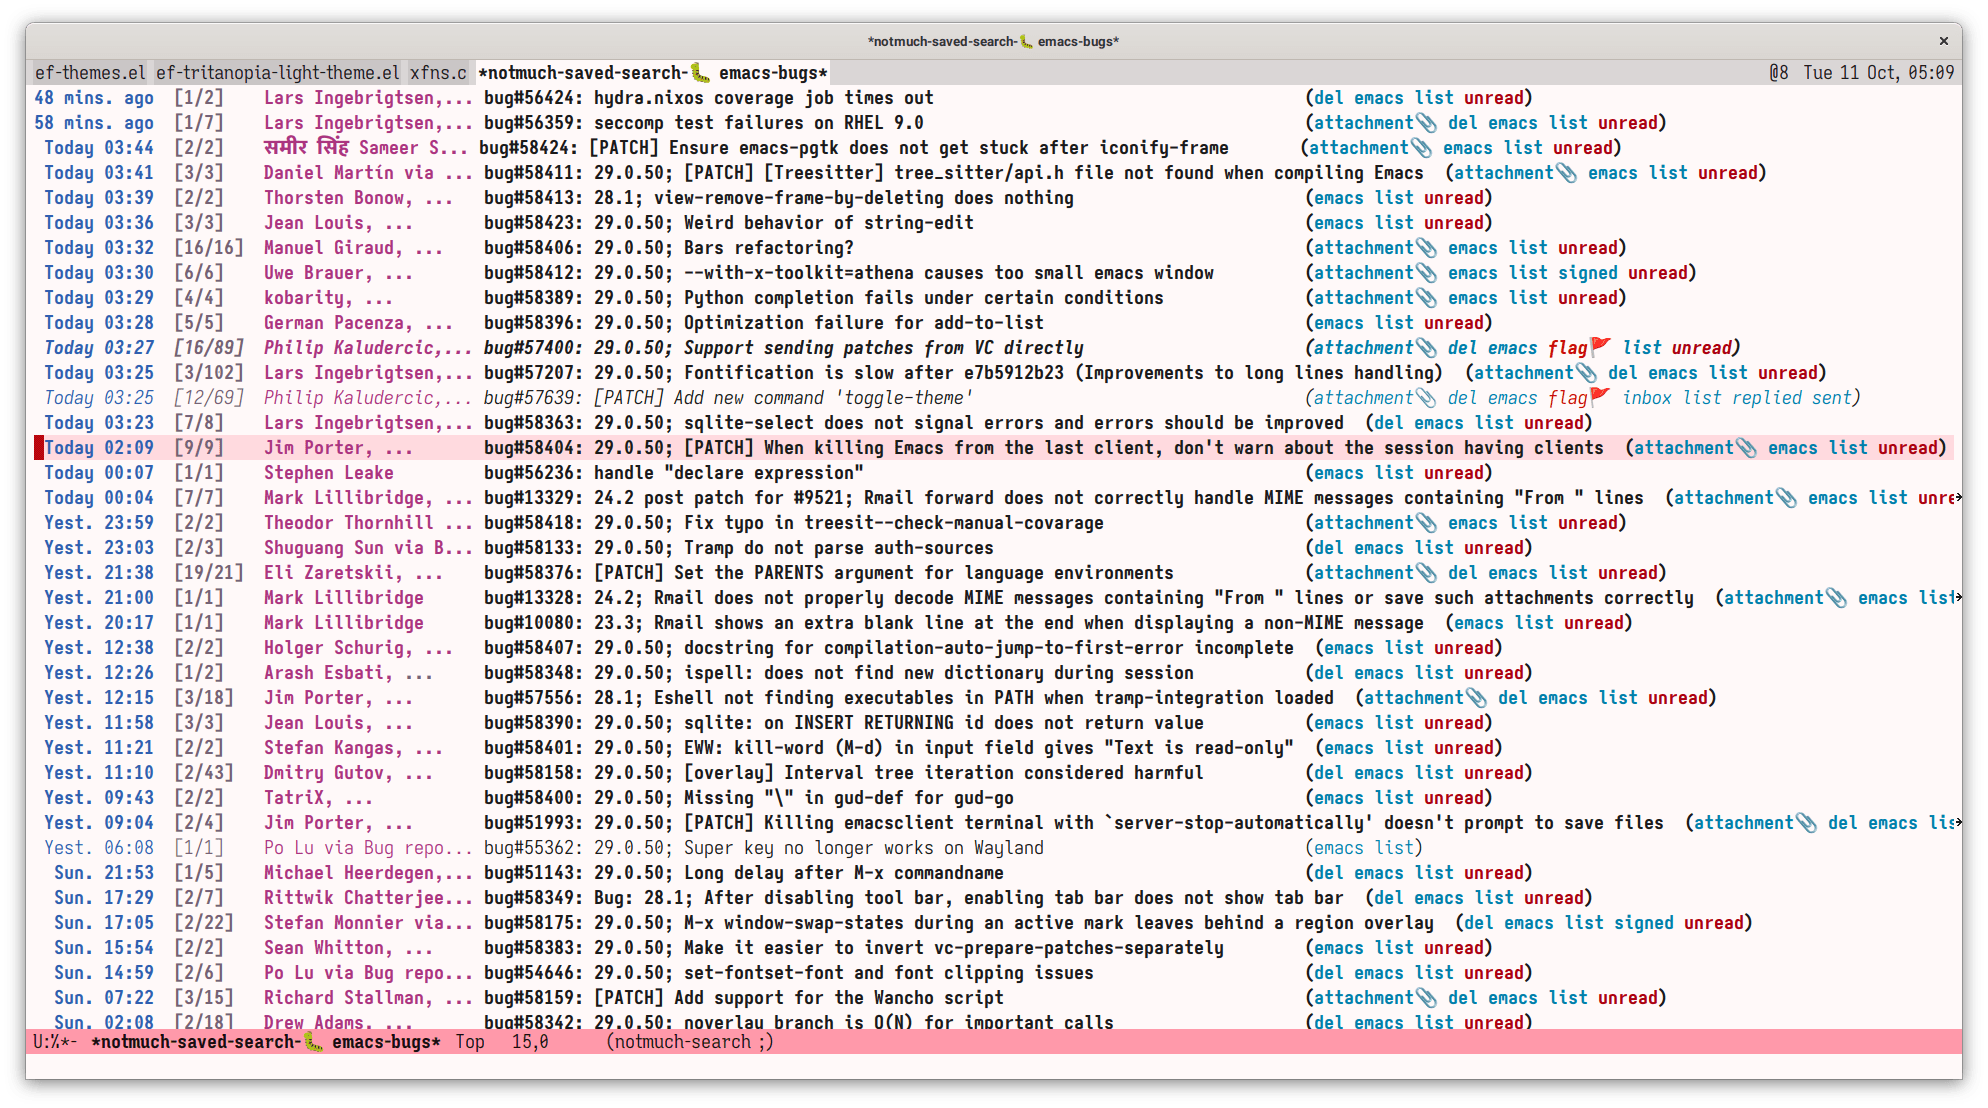 *notmuch-saved-search-🐛 emacs-bugs* ×
ef-themes.el ef-tritanopia-light-theme.el xfns.c *notmuch-saved-search-🐛 emacs-bugs* @8 Tue 11 Oct, 05:09
48 mins. ago [1/2] Lars Ingebrigtsen,... bug#56424: hydra.nixos coverage job times out (del emacs list unread)
58 mins. ago [1/7] Lars Ingebrigtsen,... bug#56359: seccomp test failures on RHEL 9.0 (attachment📎 del emacs list unread)
Today 03:44 [2/2] समीर सिंह Sameer S... bug#58424: [PATCH] Ensure emacs-pgtk does not get stuck after iconify-frame (attachment📎 emacs list unread)
Today 03:41 [3/3] Daniel Martín via ... bug#58411: 29.0.50; [PATCH] [Treesitter] tree_sitter/api.h file not found when compiling Emacs (attachment📎 emacs list unread)
Today 03:39 [2/2] Thorsten Bonow, ... bug#58413: 28.1; view-remove-frame-by-deleting does nothing (emacs list unread)
Today 03:36 [3/3] Jean Louis, ... bug#58423: 29.0.50; Weird behavior of string-edit (emacs list unread)
Today 03:32 [16/16] Manuel Giraud, ... bug#58406: 29.0.50; Bars refactoring? (attachment📎 emacs list unread)
Today 03:30 [6/6] Uwe Brauer, ... bug#58412: 29.0.50; --with-x-toolkit=athena causes too small emacs window (attachment📎 emacs list signed unread)
Today 03:29 [4/4] kobarity, ... bug#58389: 29.0.50; Python completion fails under certain conditions (attachment📎 emacs list unread)
Today 03:28 [5/5] German Pacenza, ... bug#58396: 29.0.50; Optimization failure for add-to-list (emacs list unread)
Today 03:27 [16/89] Philip Kaludercic,... bug#57400: 29.0.50; Support sending patches from VC directly (attachment📎 del emacs flag🚩 list unread)
Today 03:25 [3/102] Lars Ingebrigtsen,... bug#57207: 29.0.50; Fontification is slow after e7b5912b23 (Improvements to long lines handling) (attachment📎 del emacs list unread)
Today 03:25 [12/69] Philip Kaludercic,... bug#57639: [PATCH] Add new command 'toggle-theme' (attachment📎 del emacs flag🚩 inbox list replied sent)
Today 03:23 [7/8] Lars Ingebrigtsen,... bug#58363: 29.0.50; sqlite-select does not signal errors and errors should be improved (del emacs list unread)
Today 02:09 [9/9] Jim Porter, ... bug#58404: 29.0.50; [PATCH] When killing Emacs from the last client, don't warn about the session having clients (attachment📎 emacs list unread)
Today 00:07 [1/1] Stephen Leake bug#56236: handle "declare expression" (emacs list unread)
Today 00:04 [7/7] Mark Lillibridge, ... bug#13329: 24.2 post patch for #9521; Rmail forward does not correctly handle MIME messages containing "From " lines (attachment📎 emacs list unre
Yest. 23:59 [2/2] Theodor Thornhill ... bug#58418: 29.0.50; Fix typo in treesit--check-manual-covarage (attachment📎 emacs list unread)
Yest. 23:03 [2/3] Shuguang Sun via B... bug#58133: 29.0.50; Tramp do not parse auth-sources (del emacs list unread)
Yest. 21:38 [19/21] Eli Zaretskii, ... bug#58376: [PATCH] Set the PARENTS argument for language environments (attachment📎 del emacs list unread)
Yest. 21:00 [1/1] Mark Lillibridge bug#13328: 24.2; Rmail does not properly decode MIME messages containing "From " lines or save such attachments correctly (attachment📎 emacs list
Yest. 20:17 [1/1] Mark Lillibridge bug#10080: 23.3; Rmail shows an extra blank line at the end when displaying a non-MIME message (emacs list unread)
Yest. 12:38 [2/2] Holger Schurig, ... bug#58407: 29.0.50; docstring for compilation-auto-jump-to-first-error incomplete (emacs list unread)
Yest. 12:26 [1/2] Arash Esbati, ... bug#58348: 29.0.50; ispell: does not find new dictionary during session (del emacs list unread)
Yest. 12:15 [3/18] Jim Porter, ... bug#57556: 28.1; Eshell not finding executables in PATH when tramp-integration loaded (attachment📎 del emacs list unread)
Yest. 11:58 [3/3] Jean Louis, ... bug#58390: 29.0.50; sqlite: on INSERT RETURNING id does not return value (emacs list unread)
Yest. 11:21 [2/2] Stefan Kangas, ... bug#58401: 29.0.50; EWW: kill-word (M-d) in input field gives "Text is read-only" (emacs list unread)
Yest. 11:10 [2/43] Dmitry Gutov, ... bug#58158: 29.0.50; [overlay] Interval tree iteration considered harmful (del emacs list unread)
Yest. 09:43 [2/2] TatriX, ... bug#58400: 29.0.50; Missing "\" in gud-def for gud-go (emacs list unread)
Yest. 09:04 [2/4] Jim Porter, ... bug#51993: 29.0.50; [PATCH] Killing emacsclient terminal with `server-stop-automatically' doesn't prompt to save files (attachment📎 del emacs lis
Yest. 06:08 [1/1] Po Lu via Bug repo... bug#55362: 29.0.50; Super key no longer works on Wayland (emacs list)
Sun. 21:53 [1/5] Michael Heerdegen,... bug#51143: 29.0.50; Long delay after M-x commandname (del emacs list unread)
Sun. 17:29 [2/7] Rittwik Chatterjee... bug#58349: Bug: 28.1; After disabling tool bar, enabling tab bar does not show tab bar (del emacs list unread)
Sun. 17:05 [2/22] Stefan Monnier via... bug#58175: 29.0.50; M-x window-swap-states during an active mark leaves behind a region overlay (del emacs list signed unread)
Sun. 15:54 [2/2] Sean Whitton, ... bug#58383: 29.0.50; Make it easier to invert vc-prepare-patches-separately (emacs list unread)
Sun. 14:59 [2/6] Po Lu via Bug repo... bug#54646: 29.0.50; set-fontset-font and font clipping issues (del emacs list unread)
Sun. 07:22 [3/15] Richard Stallman, ... bug#58159: [PATCH] Add support for the Wancho script (attachment📎 del emacs list unread)
Sun. 02:08 [2/18] Drew Adams, ... bug#58342: 29.0.50; noverlay branch is O(N) for important calls (del emacs list unread)
U:%*- *notmuch-saved-search-🐛 emacs-bugs* Top 15,0 (notmuch-search ;)